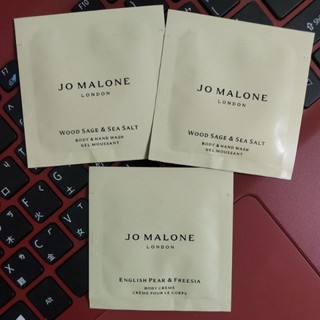 JO MALONE
LONDON
WOOD SAGE & SEA SALT
BODY & HAND WASH
GEL MOUSSANT
JO MALONE
LONDON
WOOD SAGE & SEA SALT
BODY & HAND WASH
GEL MOUSSANT
JO MALONE
LONDON
ENGLISH PEAR & FREESIA
BODY CRÈME
CRÈME POUR LE CORPS